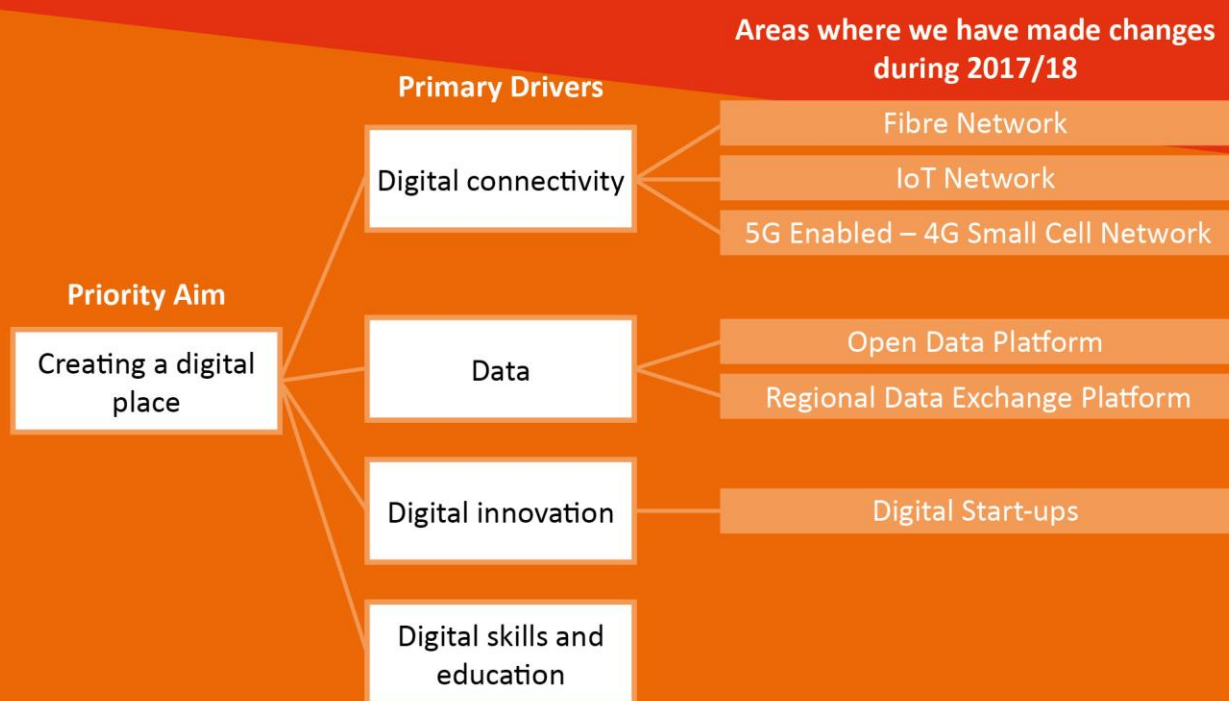 Areas where we have made changes
during 2017/18
Primary Drivers
Fibre Network
Digital connectivity
IoT Network
5G Enabled – 4G Small Cell Network
Priority Aim
Creating a digital
place
Data
Open Data Platform
Regional Data Exchange Platform
Digital innovation
Digital Start-ups
Digital skills and
education